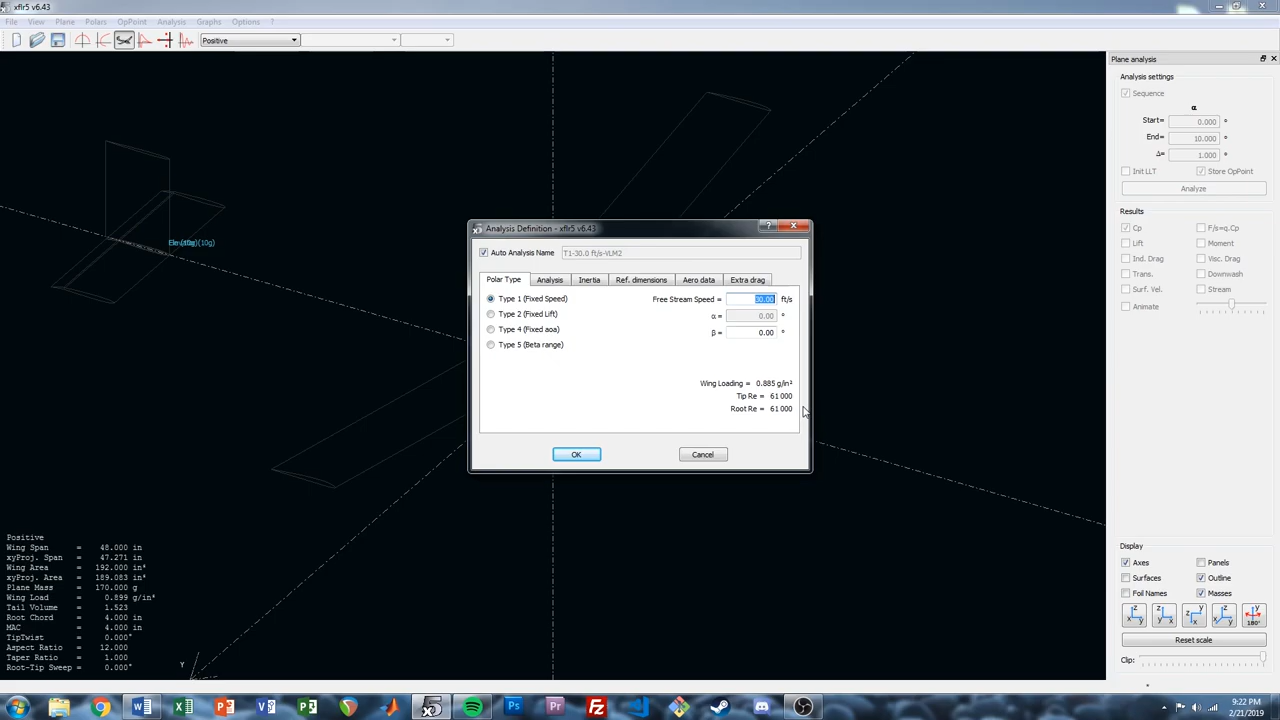 xflr5 v6.43
File View Plane Polars OpPoint Analysis Graphs Options ?
Positive
Plane analysis
Analysis settings
Sequence
α
Start= 0.000 °
End= 10.000 °
Δ= 1.000 °
Init LLT Store OpPoint
Analyze
Results
Cp F/s=q.Cp
Lift Moment
Ind. Drag Visc. Drag
Trans. Downwash
Surf. Vel. Stream
Animate
Analysis Definition - xflr5 v6.43
Auto Analysis Name T1-30.0 ft/s-VLM2
Polar Type Analysis Inertia Ref. dimensions Aero data Extra drag
Type 1 (Fixed Speed) Free Stream Speed = 30.00 ft/s
Type 2 (Fixed Lift) α = 0.00 °
Type 4 (Fixed aoa) β = 0.00 °
Type 5 (Beta range)
Wing Loading = 0.885 g/in²
Tip Re = 61 000
Root Re = 61 000
OK Cancel
(10g)
Positive
Wing Span = 48.000 in
xyProj. Span = 47.271 in
Wing Area = 192.000 in²
xyProj. Area = 189.083 in²
Plane Mass = 170.000 g
Wing Load = 0.899 g/in²
Tail Volume = 1.523
Root Chord = 4.000 in
MAC = 4.000 in
TipTwist = 0.000°
Aspect Ratio = 12.000
Taper Ratio = 1.000
Root-Tip Sweep = 0.000°
Y
Display
Axes Panels
Surfaces Outline
Foil Names Masses
Reset scale
Clip:
9:22 PM
2/21/2019